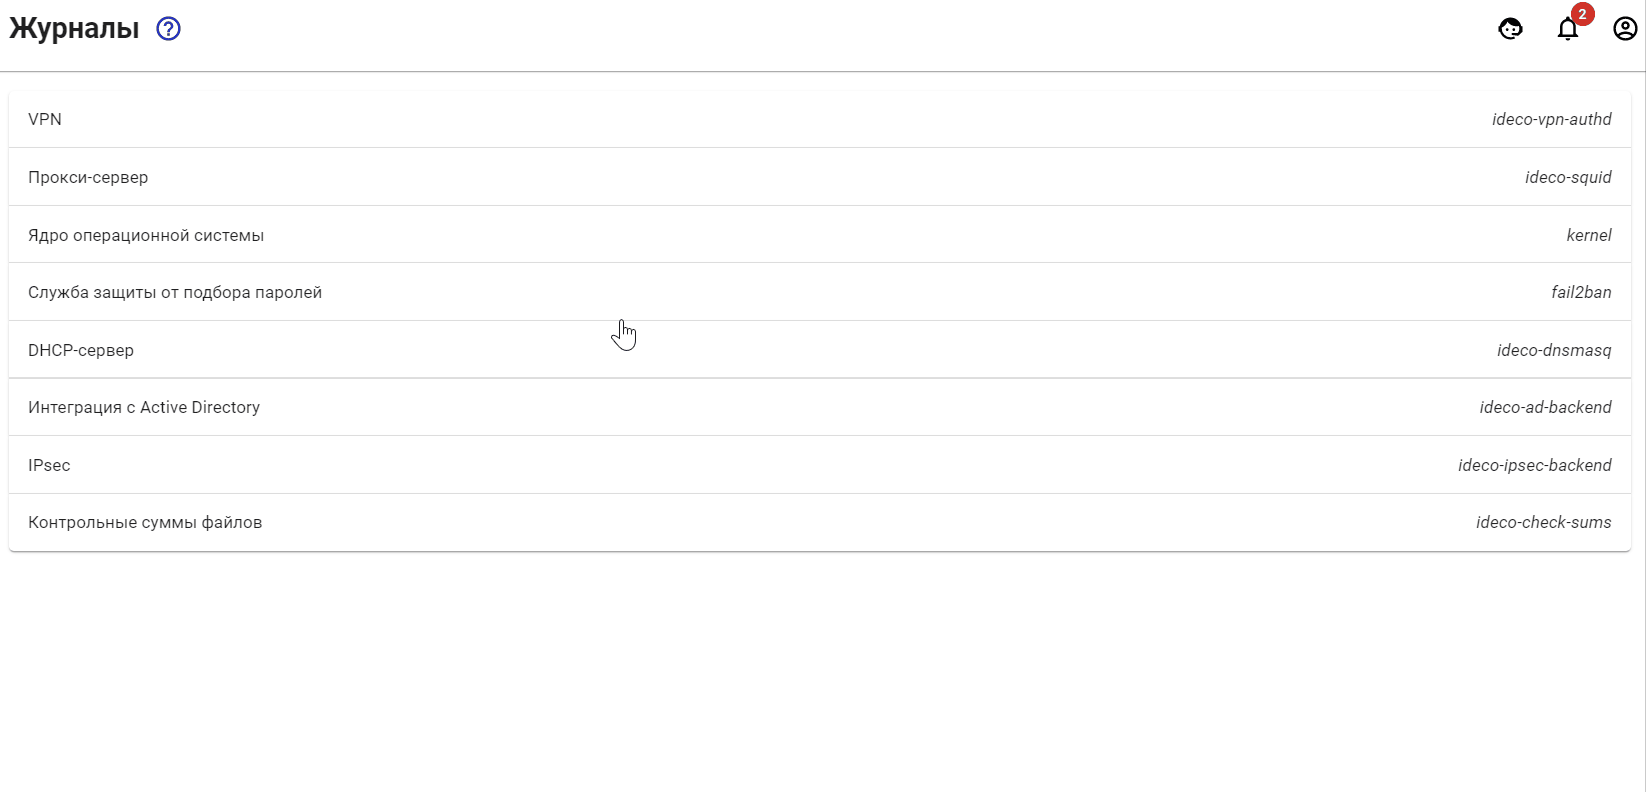 Журналы
2
VPN ideco-vpn-authd
Прокси-сервер ideco-squid
Ядро операционной системы kernel
Служба защиты от подбора паролей fail2ban
DHCP-сервер ideco-dnsmasq
Интеграция с Active Directory ideco-ad-backend
IPsec ideco-ipsec-backend
Контрольные суммы файлов ideco-check-sums